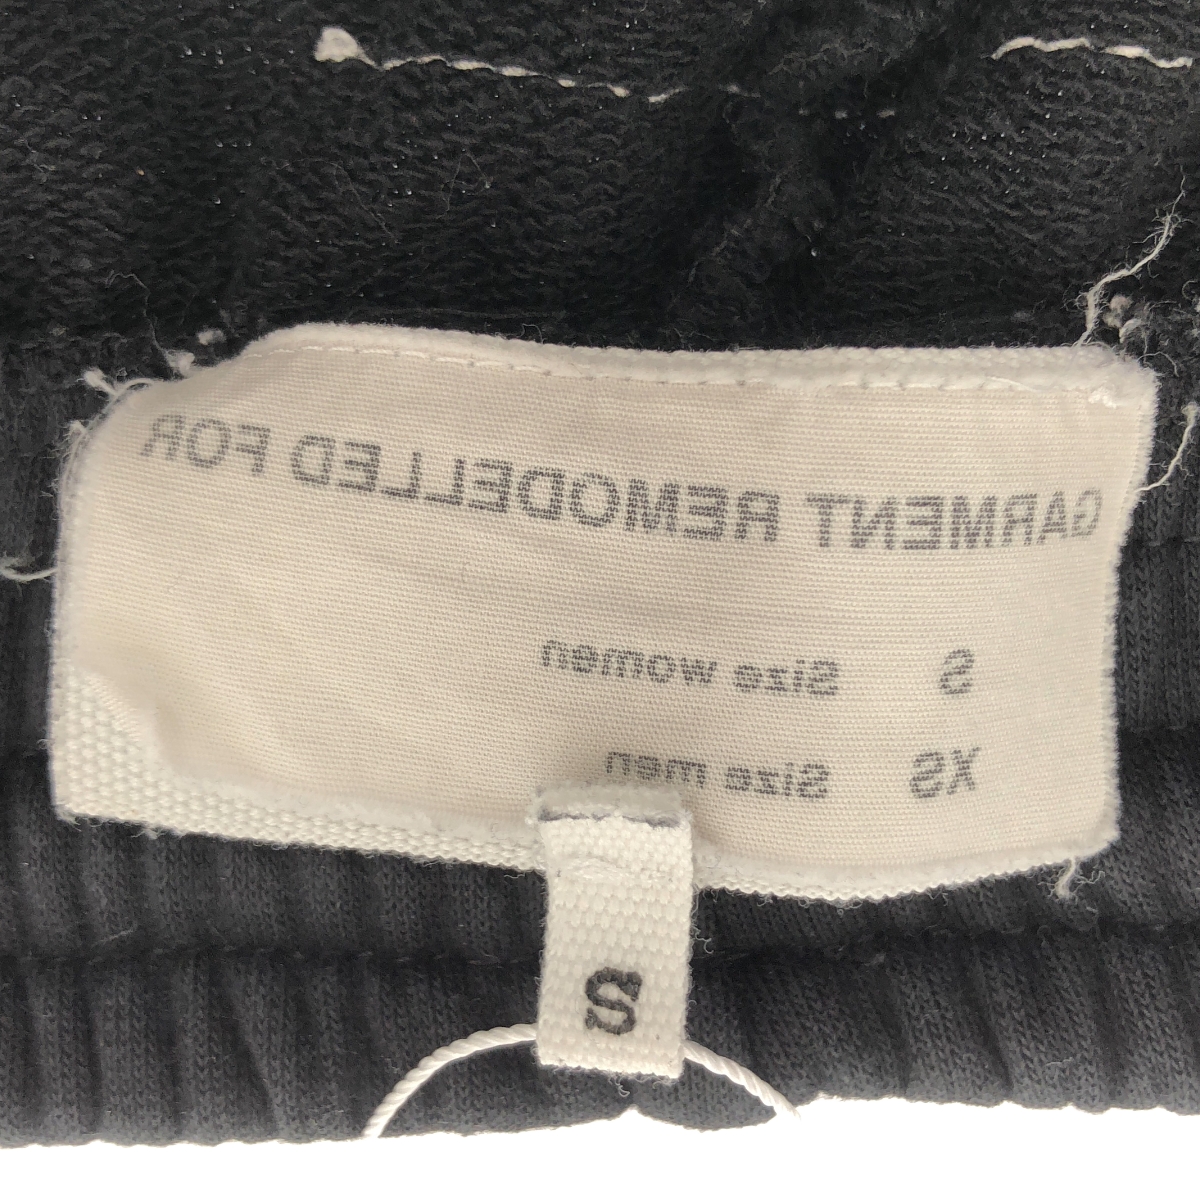 GARMENT REMODELLED FOR
S Size women
XS Size men
S